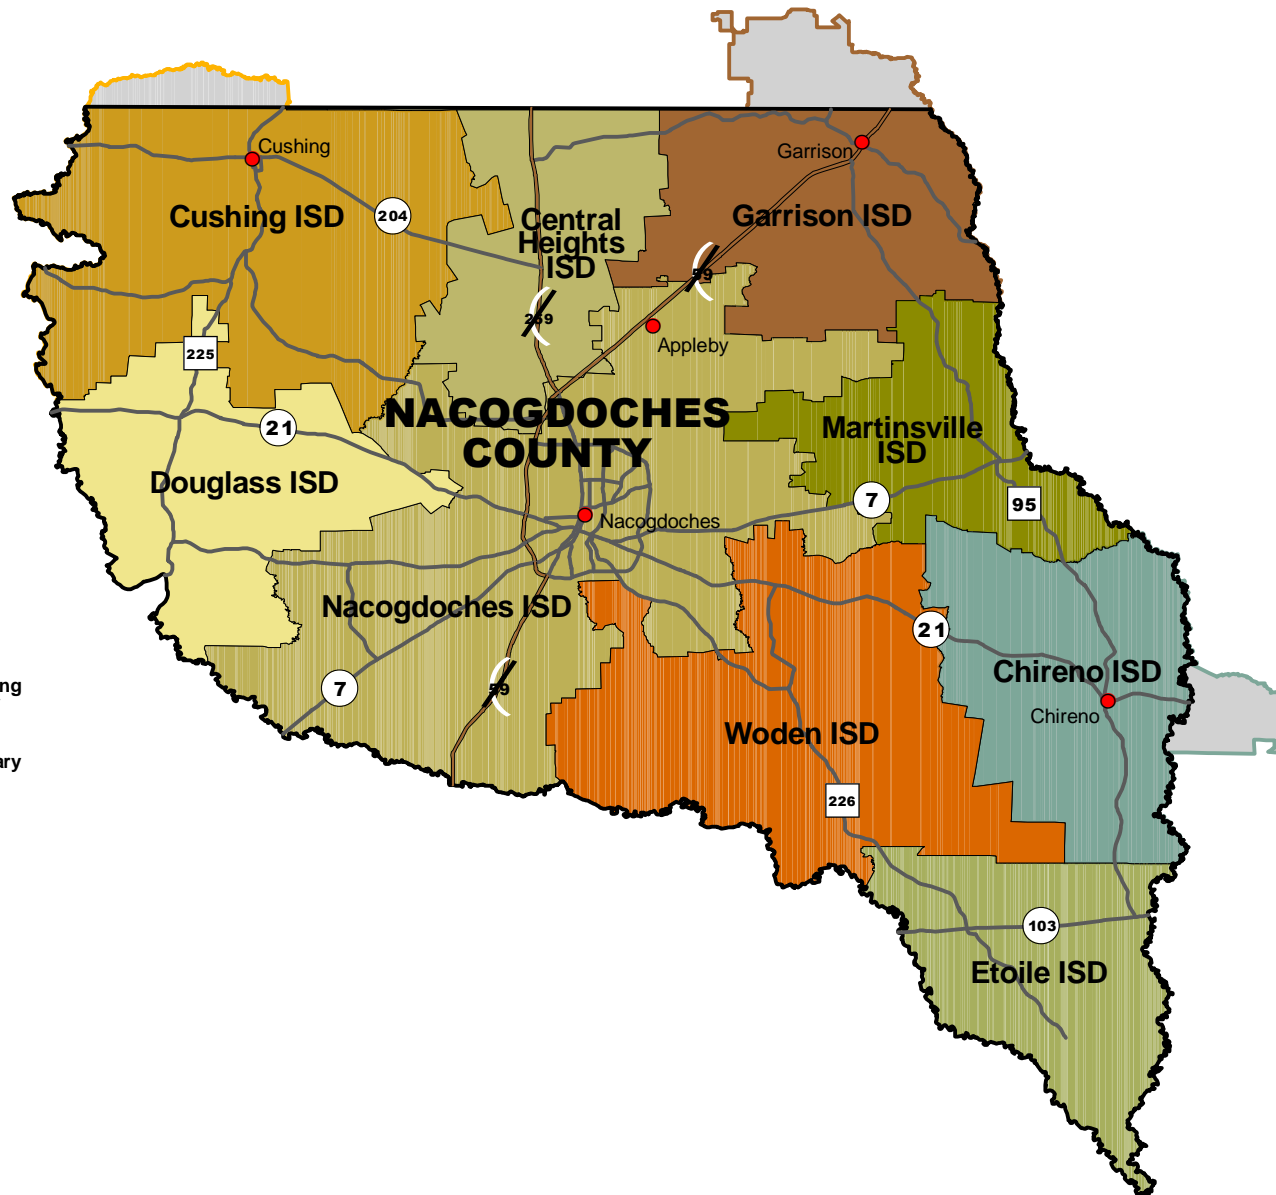 Cushing
Garrison
Cushing ISD
204
Central
Heights
ISD
Garrison ISD
59
259
Appleby
225
NACOGDOCHES
COUNTY
21
Martinsville
ISD
Douglass ISD
7
95
Nacogdoches
Nacogdoches ISD
21
Chireno ISD
ng
7
59
Chireno
Woden ISD
ary
226
103
Etoile ISD